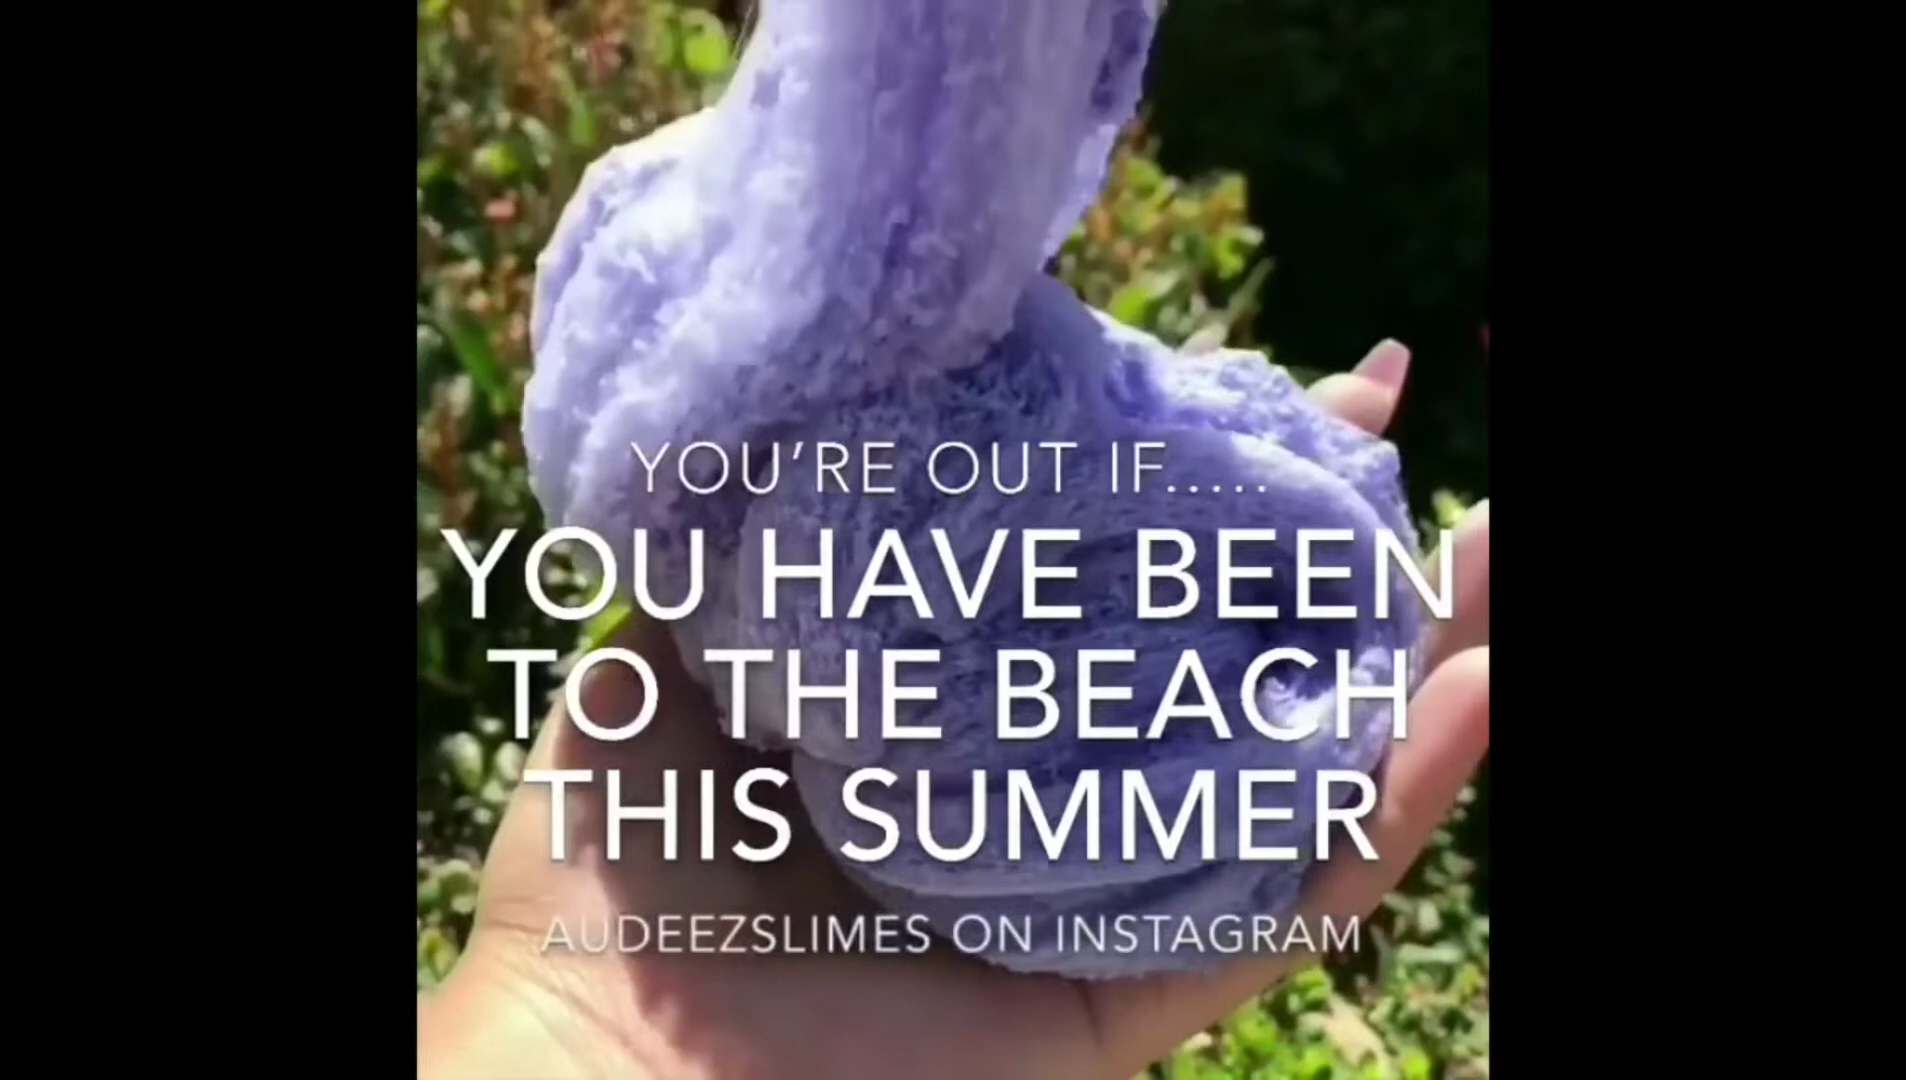 YOU’RE OUT IF.....
YOU HAVE BEEN
TO THE BEACH
THIS SUMMER
AUDEEZSLIMES ON INSTAGRAM